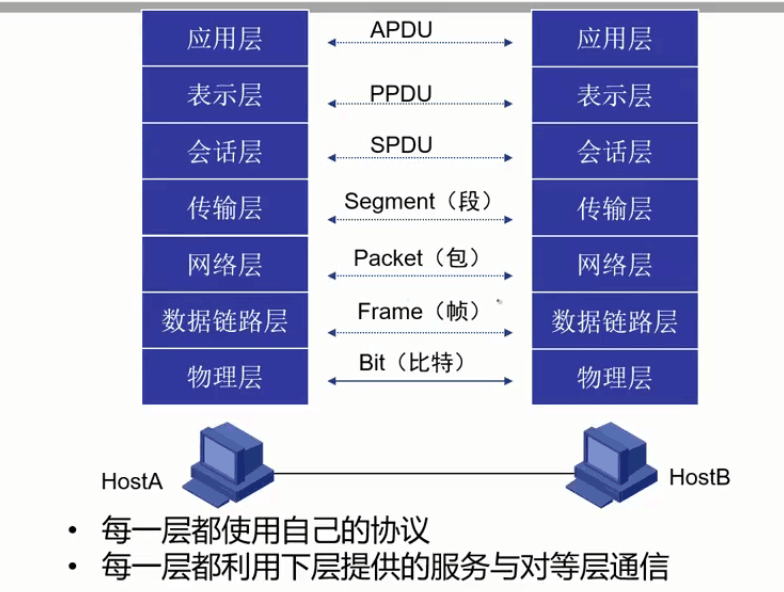 应用层 APDU 应用层
表示层 PPDU 表示层
会话层 SPDU 会话层
传输层 Segment（段） 传输层
网络层 Packet（包） 网络层
数据链路层 Frame（帧） 数据链路层
物理层 Bit（比特） 物理层
HostA HostB
• 每一层都使用自己的协议
• 每一层都利用下层提供的服务与对等层通信